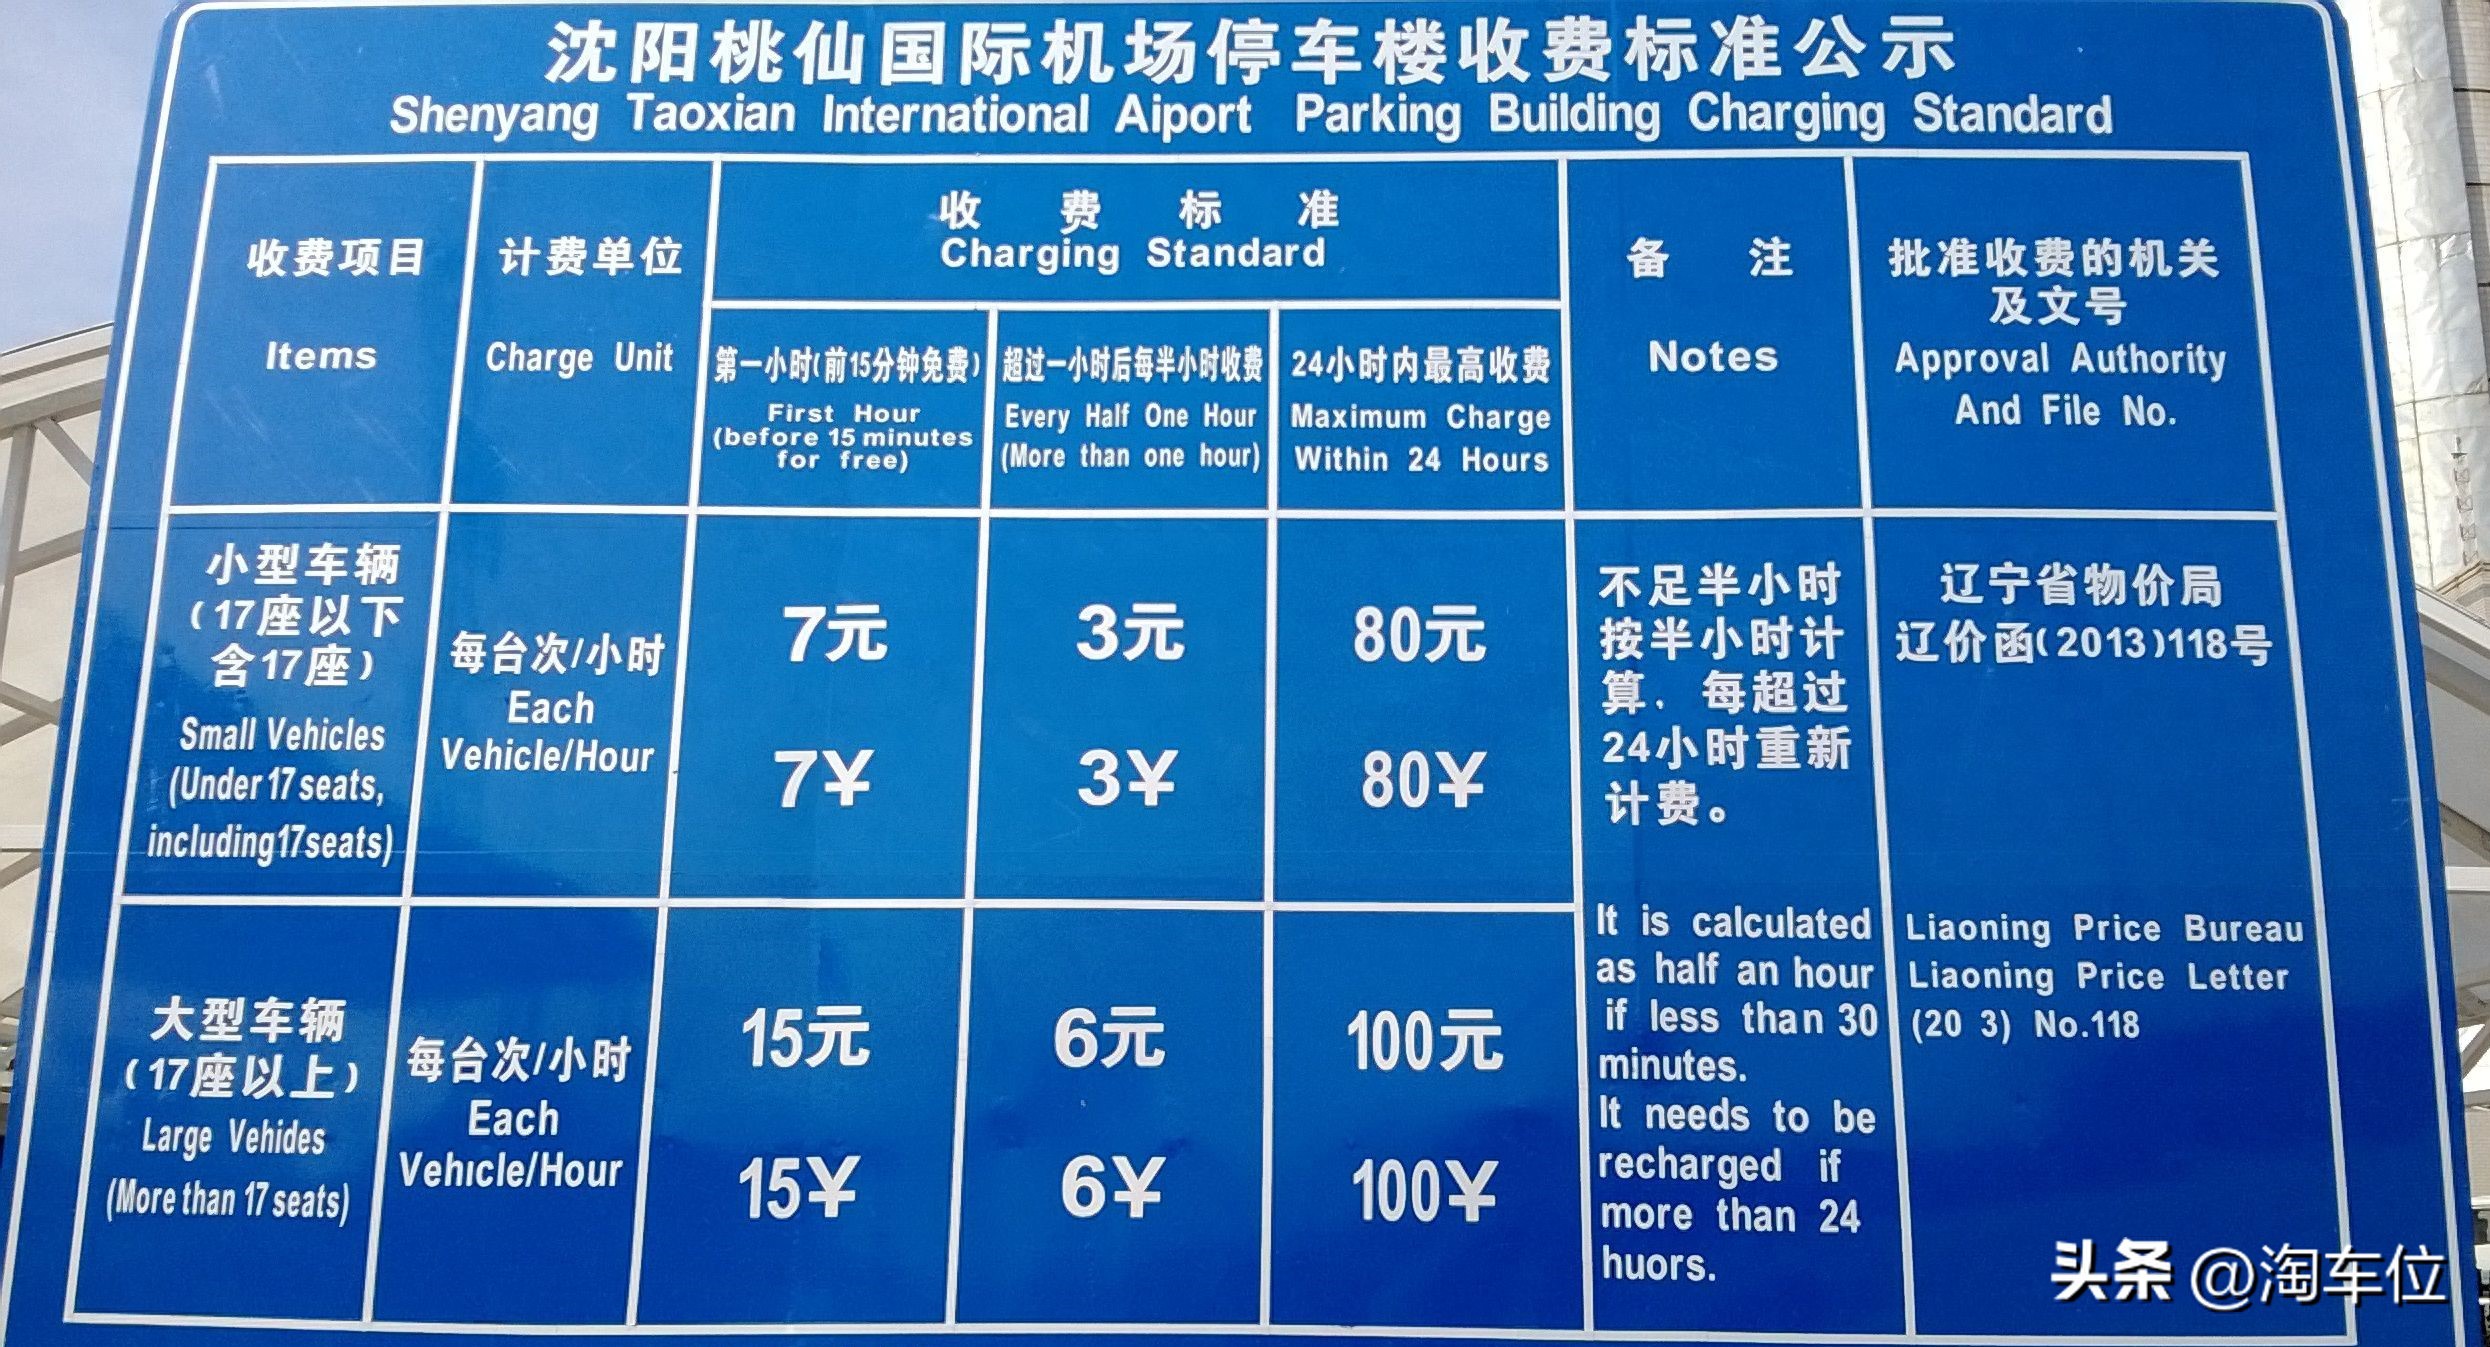 沈阳桃仙国际机场停车楼收费标准公示
Shenyang Taoxian International Aiport Parking Building Charging Standard
收费项目
Items
计费单位
Charge Unit
收 费 标 准
Charging Standard
第一小时(前15分钟免费)
First Hour
(before 15 minutes
for free)
超过一小时后每半小时收费
Every Half One Hour
(More than one hour)
24小时内最高收费
Maximum Charge
Within 24 Hours
备 注
Notes
批准收费的机关
及文号
Approval Authority
And File No.
小型车辆
(17座以下
含17座)
Small Vehicles
(Under 17 seats,
including17seats)
每台次/小时
Each
Vehicle/Hour
7元
7¥
3元
3¥
80元
80¥
不足半小时
按半小时计
算．每超过
24小时重新
计费。
It is calculated
as half an hour
if less than 30
minutes.
It needs to be
recharged if
more than 24
huors.
辽宁省物价局
辽价函(2013)118号
Liaoning Price Bureau
Liaoning Price Letter
(20 3) No.118
大型车辆
(17座以上)
Large Vehides
(More than 17 seats)
每台次/小时
Each
Vehicle/Hour
15元
15¥
6元
6¥
100元
100¥
头条 @淘车位